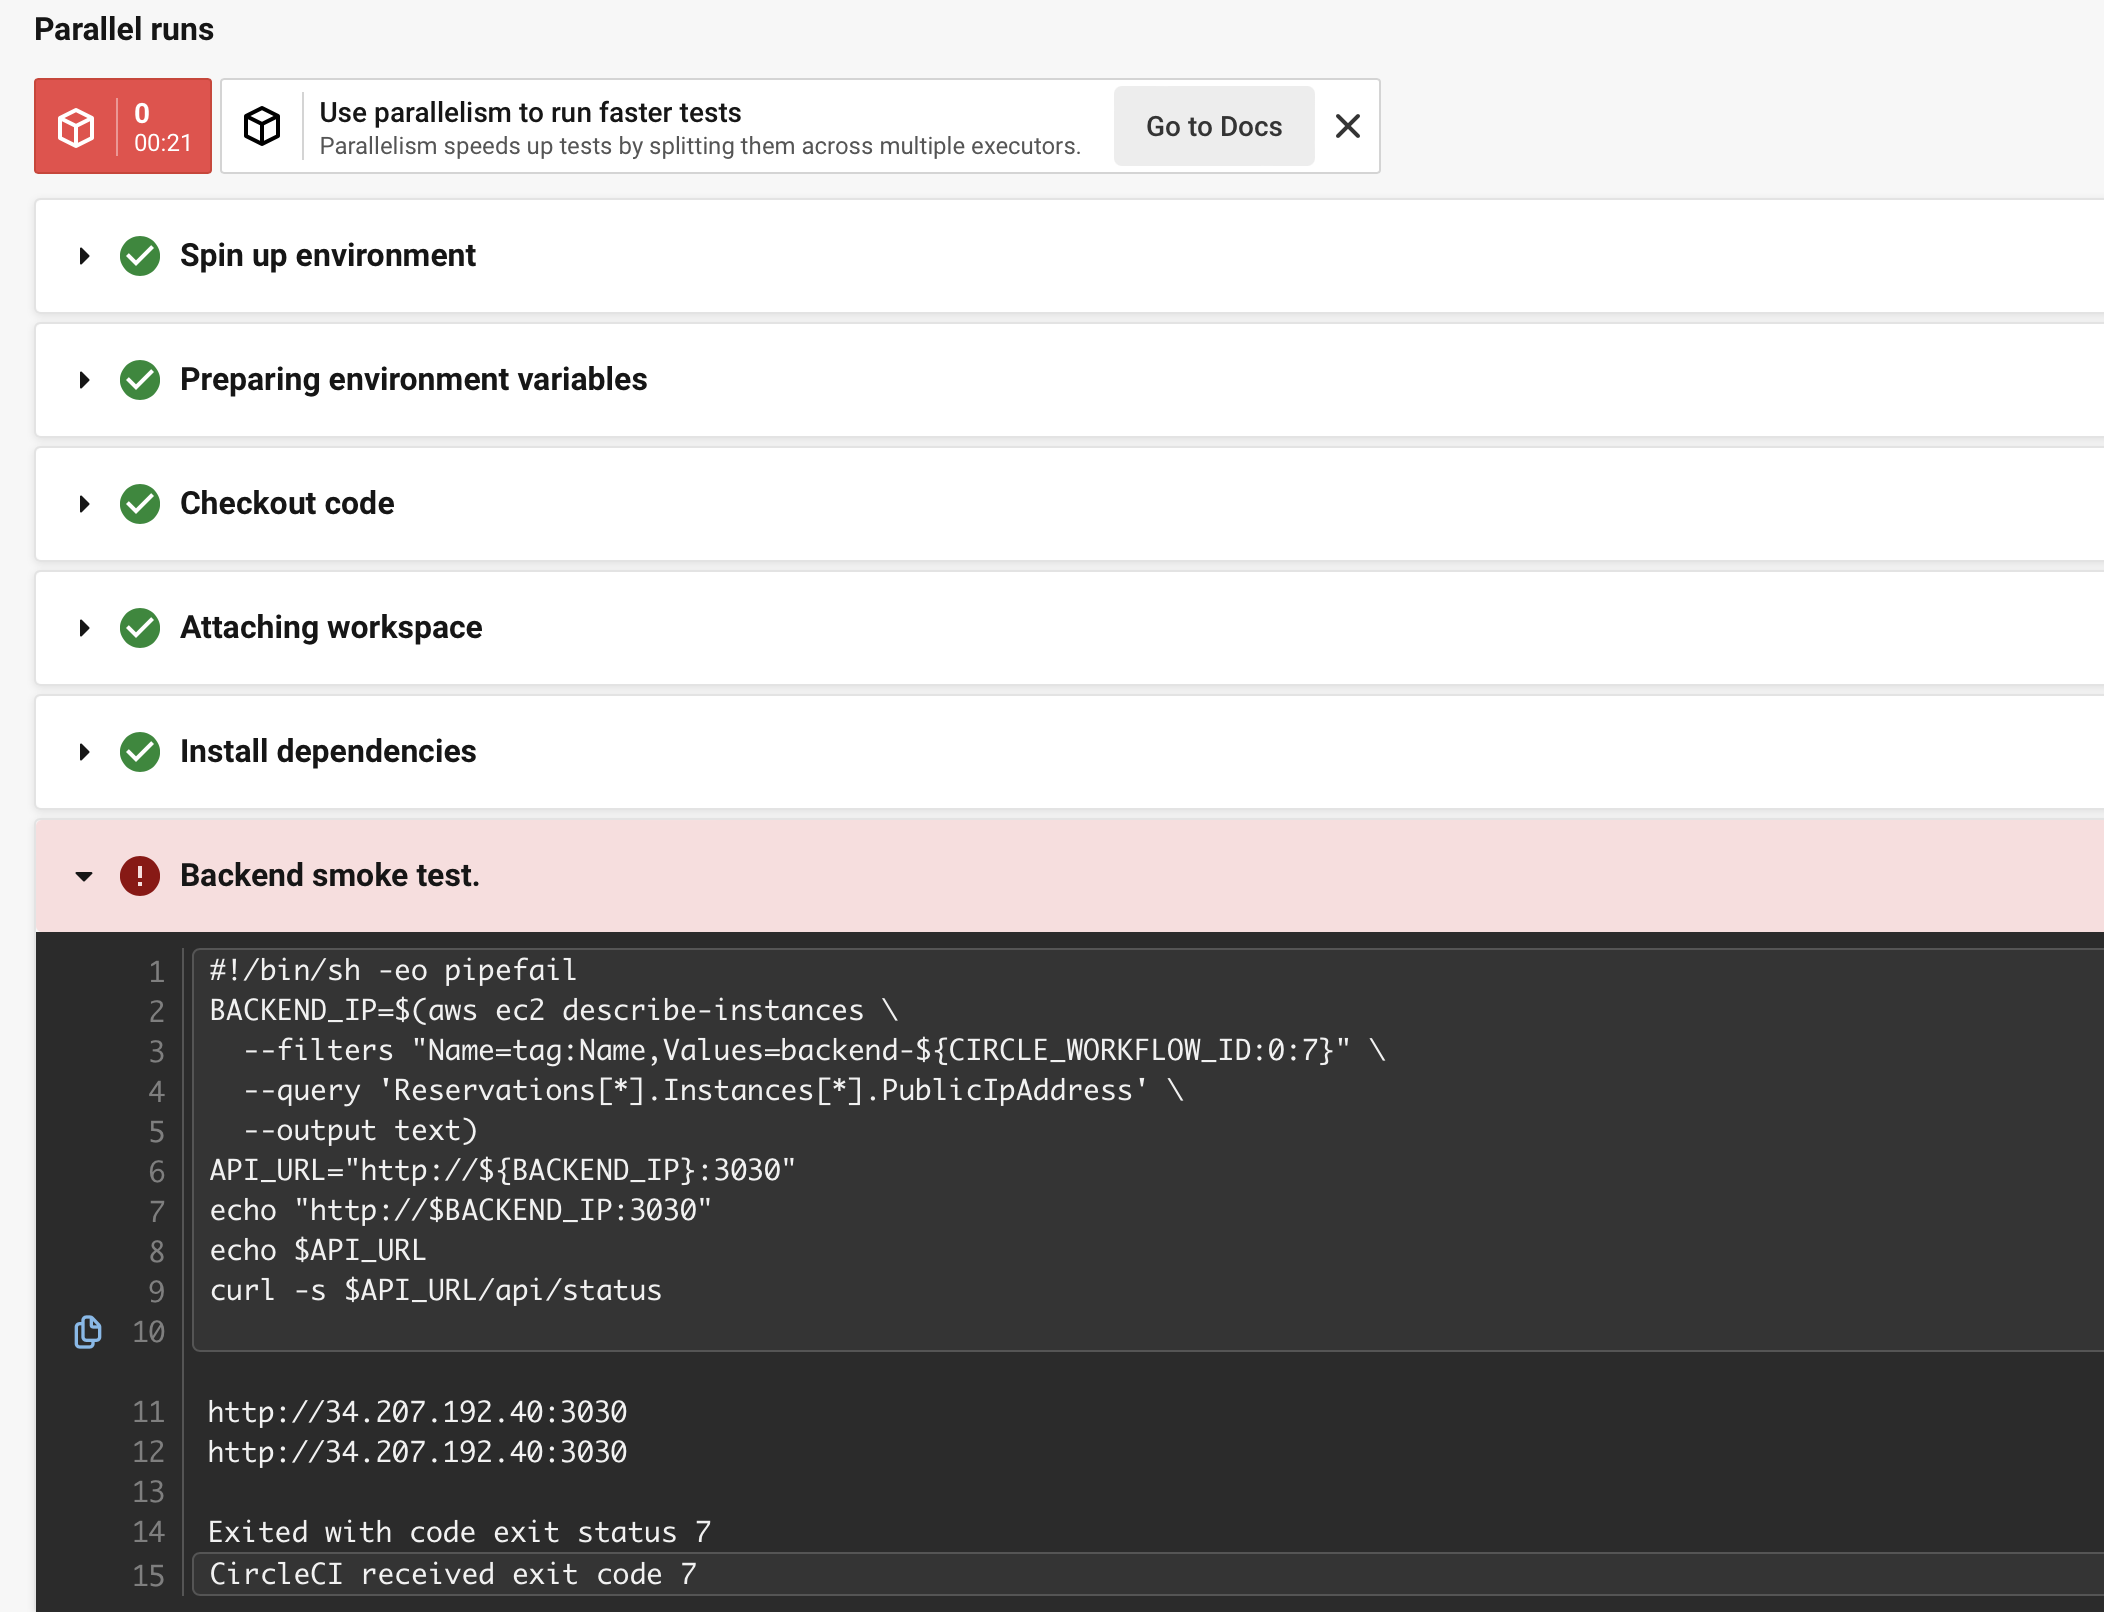 Parallel runs
0
00:21
Use parallelism to run faster tests
Parallelism speeds up tests by splitting them across multiple executors.
Go to Docs
Spin up environment
Preparing environment variables
Checkout code
Attaching workspace
Install dependencies
Backend smoke test.
1 #!/bin/sh -eo pipefail
2 BACKEND_IP=$(aws ec2 describe-instances \
3   --filters "Name=tag:Name,Values=backend-${CIRCLE_WORKFLOW_ID:0:7}" \
4   --query 'Reservations[*].Instances[*].PublicIpAddress' \
5   --output text)
6 API_URL="http://${BACKEND_IP}:3030"
7 echo "http://$BACKEND_IP:3030"
8 echo $API_URL
9 curl -s $API_URL/api/status
10
11 http://34.207.192.40:3030
12 http://34.207.192.40:3030
13
14 Exited with code exit status 7
15 CircleCI received exit code 7